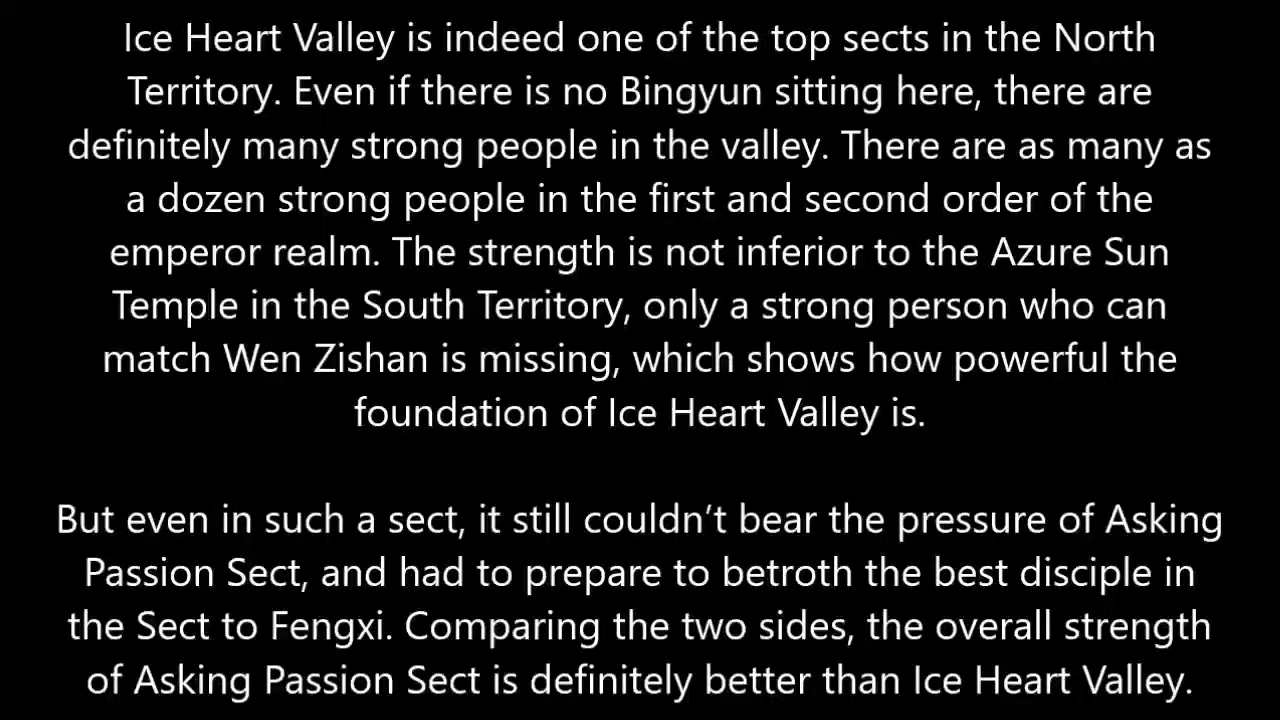 Ice Heart Valley is indeed one of the top sects in the North
Territory. Even if there is no Bingyun sitting here, there are
definitely many strong people in the valley. There are as many as
a dozen strong people in the first and second order of the
emperor realm. The strength is not inferior to the Azure Sun
Temple in the South Territory, only a strong person who can
match Wen Zishan is missing, which shows how powerful the
foundation of Ice Heart Valley is.
But even in such a sect, it still couldn’t bear the pressure of Asking
Passion Sect, and had to prepare to betroth the best disciple in
the Sect to Fengxi. Comparing the two sides, the overall strength
of Asking Passion Sect is definitely better than Ice Heart Valley.